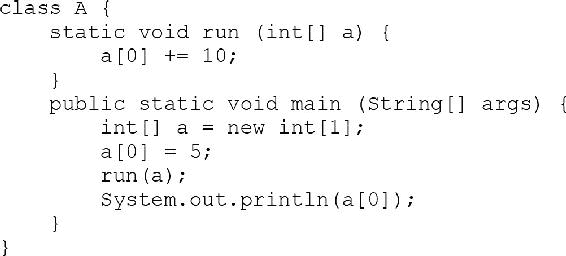 class A {
    static void run (int[] a) {
        a[0] += 10;
    }
    public static void main (String[] args) {
        int[] a = new int[1];
        a[0] = 5;
        run(a);
        System.out.println(a[0]);
    }
}